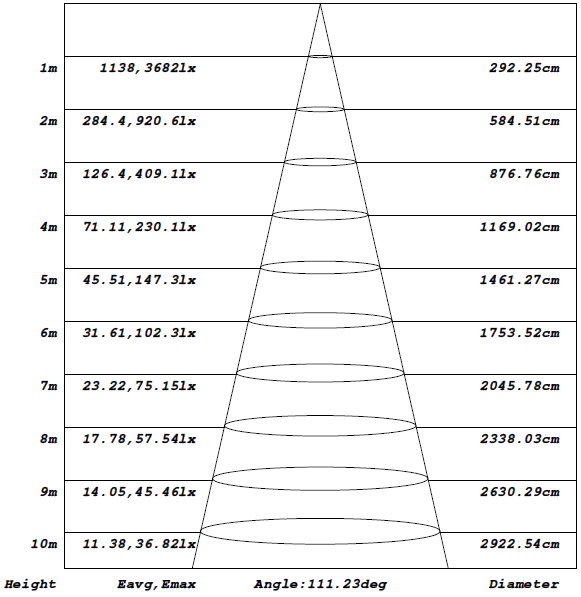 1m 1138,3682lx 292.25cm
2m 284.4,920.6lx 584.51cm
3m 126.4,409.1lx 876.76cm
4m 71.11,230.1lx 1169.02cm
5m 45.51,147.3lx 1461.27cm
6m 31.61,102.3lx 1753.52cm
7m 23.22,75.15lx 2045.78cm
8m 17.78,57.54lx 2338.03cm
9m 14.05,45.46lx 2630.29cm
10m 11.38,36.82lx 2922.54cm
Height Eavg,Emax Angle:111.23deg Diameter